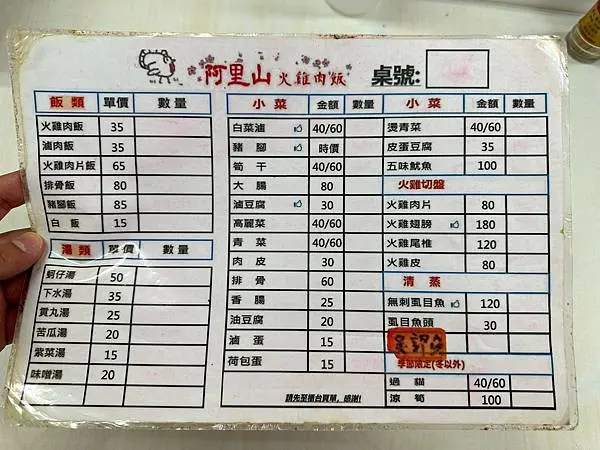 阿里山火雞肉飯 桌號:
飯類 單價 數量
火雞肉飯 35
滷肉飯 35
火雞肉片飯 65
排骨飯 80
豬腳飯 85
白飯 15
湯類 單價 數量
蚵仔湯 50
下水湯 35
貢丸湯 25
苦瓜湯 20
紫菜湯 15
味噌湯 20
小菜 金額 數量
白菜滷 40/60
豬腳 時價
筍干 40/60
大腸 80
滷豆腐 30
高麗菜 40/60
青菜 40/60
肉皮 30
排骨 60
香腸 25
油豆腐 20
滷蛋 15
荷包蛋 15
請先至櫃台買單,感謝!
小菜 金額 數量
燙青菜 40/60
皮蛋豆腐 35
五味魷魚 100
火雞切盤
火雞肉片 80
火雞翅膀 180
火雞尾椎 120
火雞皮 80
清蒸
無刺虱目魚 120
虱目魚頭 30
季節限定(冬以外)
過貓 40/60
涼筍 100